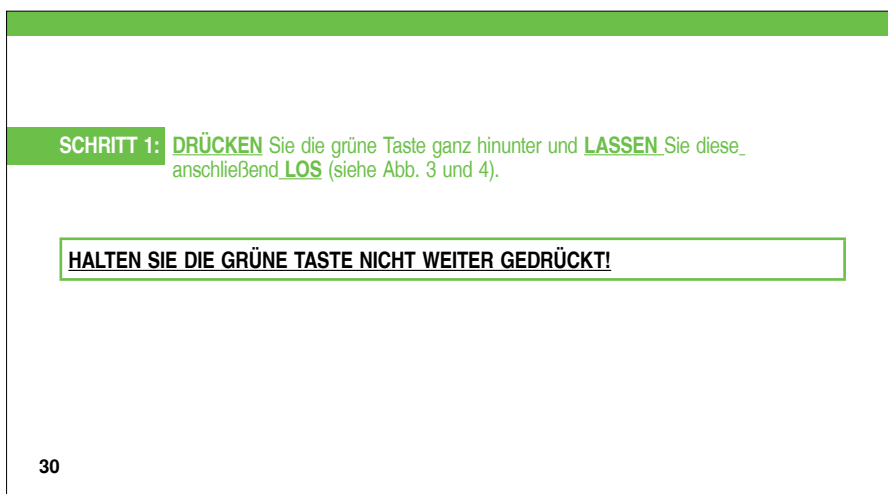 SCHRITT 1: DRÜCKEN Sie die grüne Taste ganz hinunter und LASSEN Sie diese
anschließend LOS (siehe Abb. 3 und 4).
HALTEN SIE DIE GRÜNE TASTE NICHT WEITER GEDRÜCKT!
30